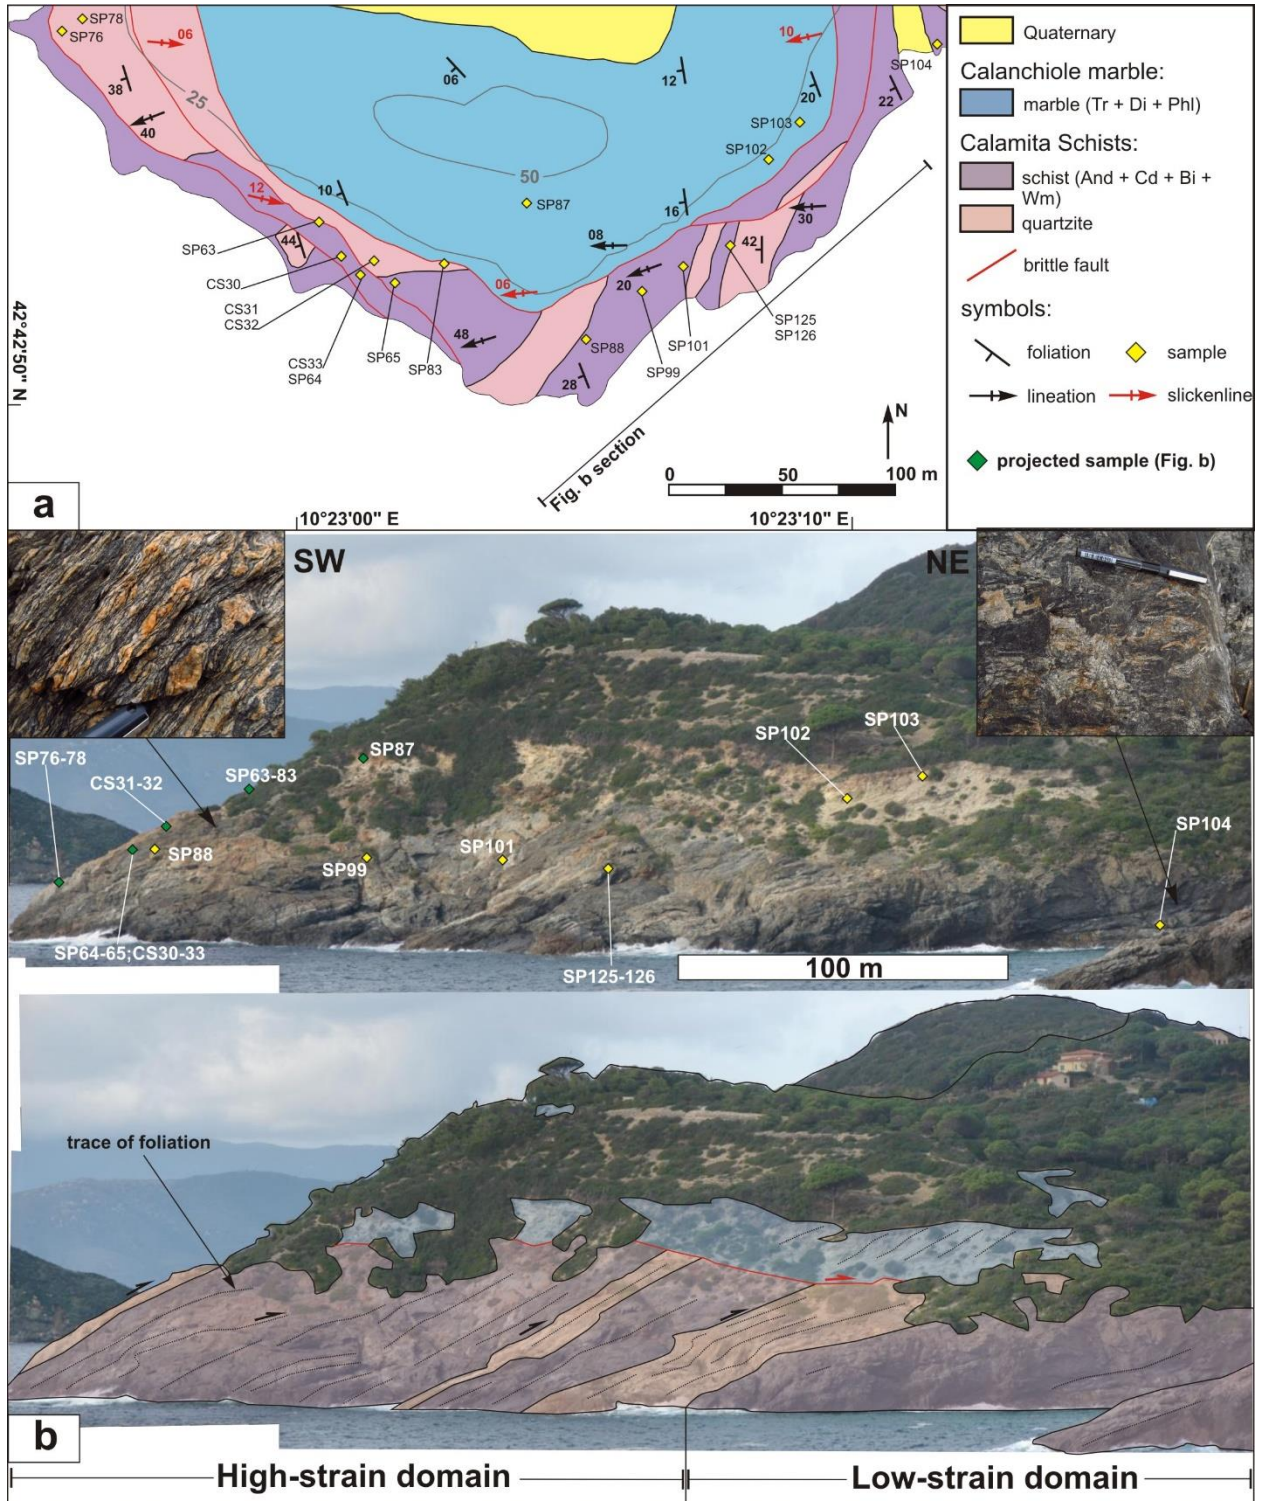 SP78
SP76
06
38
40
25
06
12
10
SP104
22
20
SP103
SP102
50
10
SP87
16
12
SP63
44
CS30
CS31
CS32
CS33
SP64
SP65
SP83
48
06
08
20
28
SP88
SP99
SP101
42
30
SP125
SP126
42°42'50" N
Fig. b section
N
0 50 100 m
10°23'00" E
10°23'10" E
a
Quaternary
Calanchiole marble:
marble (Tr + Di + Phl)
Calamita Schists:
schist (And + Cd + Bi +
Wm)
quartzite
brittle fault
symbols:
foliation
sample
lineation
slickenline
projected sample (Fig. b)
SW
NE
SP76-78
CS31-32
SP63-83
SP87
SP102
SP103
SP88
SP99
SP101
SP104
SP64-65;CS30-33
SP125-126
100 m
trace of foliation
b
High-strain domain
Low-strain domain